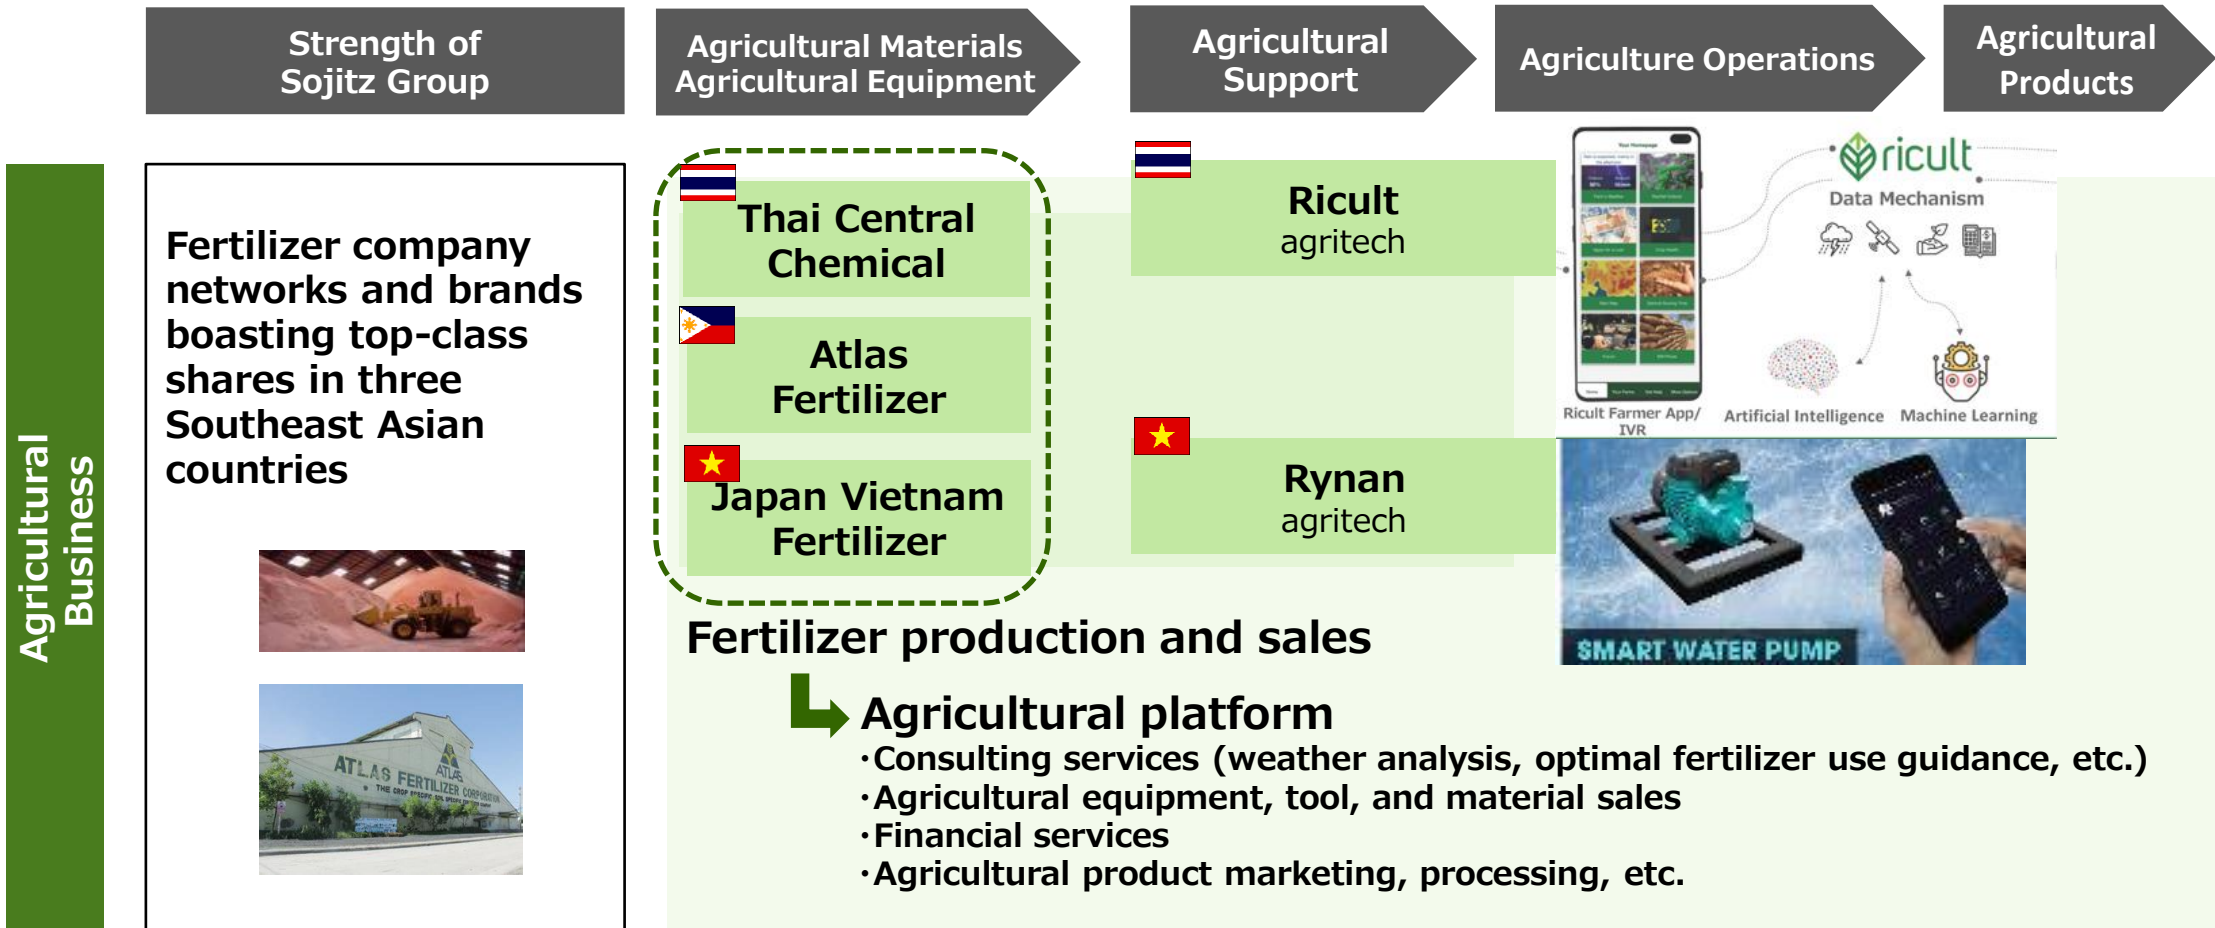 Strength of
Sojitz Group
Agricultural Materials
Agricultural Equipment
Agricultural
Support
Agriculture Operations
Agricultural
Products
Agricultural
Business
Fertilizer company
networks and brands
boasting top-class
shares in three
Southeast Asian
countries
ATLAS
ATLAS FERTILIZER CORPORATION
Thai Central
Chemical
Atlas
Fertilizer
Japan Vietnam
Fertilizer
Ricult
agritech
Rynan
agritech
Your Homepage
ricult
Data Mechanism
Ricult Farmer App/
IVR
Artificial Intelligence
Machine Learning
SMART WATER PUMP
Fertilizer production and sales
Agricultural platform
・Consulting services (weather analysis, optimal fertilizer use guidance, etc.)
・Agricultural equipment, tool, and material sales
・Financial services
・Agricultural product marketing, processing, etc.